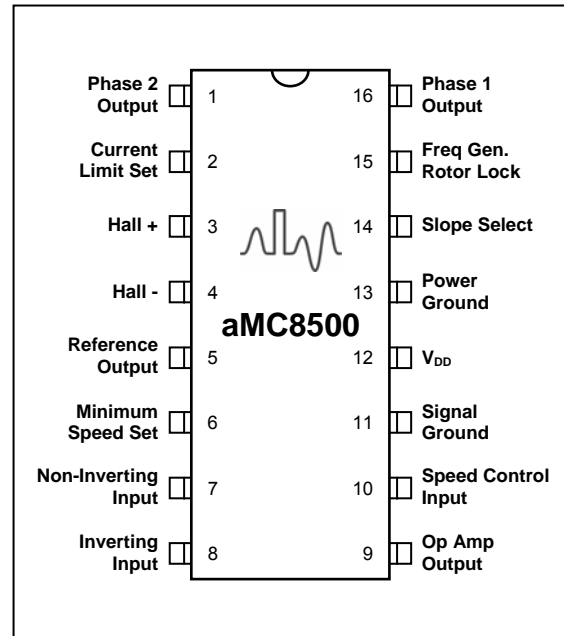 Phase 2
Output
1
16
Phase 1
Output
Current
Limit Set
2
15
Freq Gen.
Rotor Lock
Hall +
3
14
Slope Select
Hall -
4
13
Power
Ground
aMC8500
Reference
Output
5
12
VDD
Minimum
Speed Set
6
11
Signal
Ground
Non-Inverting
Input
7
10
Speed Control
Input
Inverting
Input
8
9
Op Amp
Output